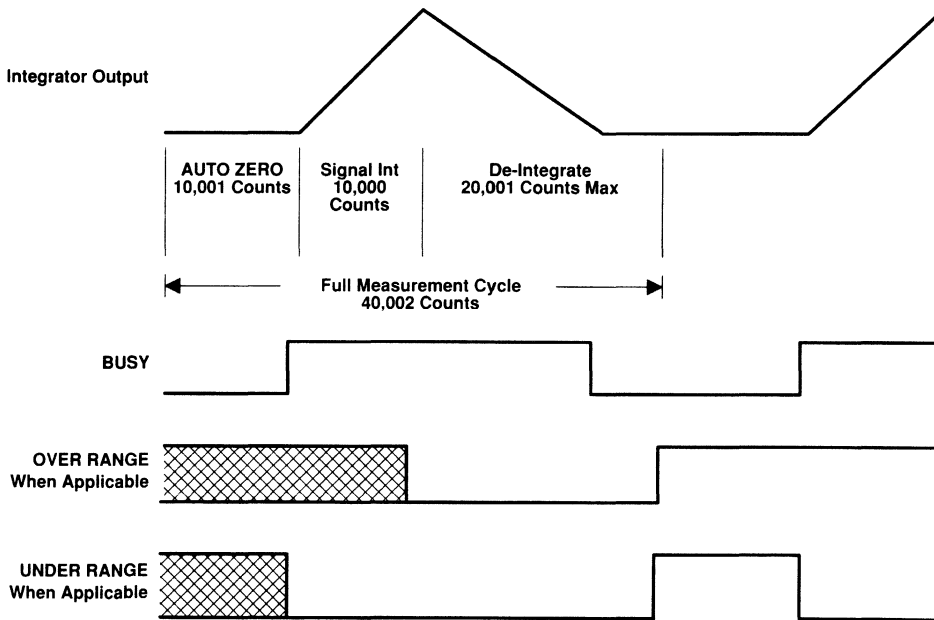 Integrator Output
AUTO ZERO
10,001 Counts
Signal Int
10,000
Counts
De-Integrate
20,001 Counts Max
Full Measurement Cycle
40,002 Counts
BUSY
OVER RANGE
When Applicable
UNDER RANGE
When Applicable